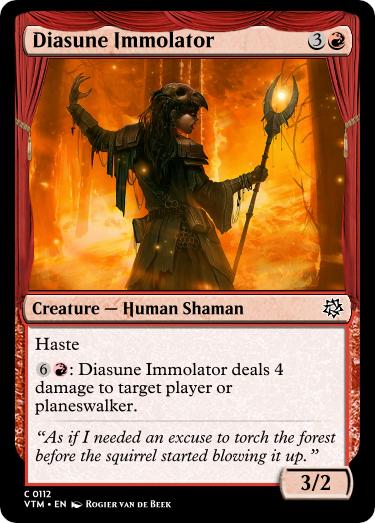 Diasune Immolator 3
Creature — Human Shaman
Haste
6 : Diasune Immolator deals 4
damage to target player or
planeswalker.
“As if I needed an excuse to torch the forest
before the squirrel started blowing it up.”
3/2
C 0112
VTM • EN Rogier van de Beek